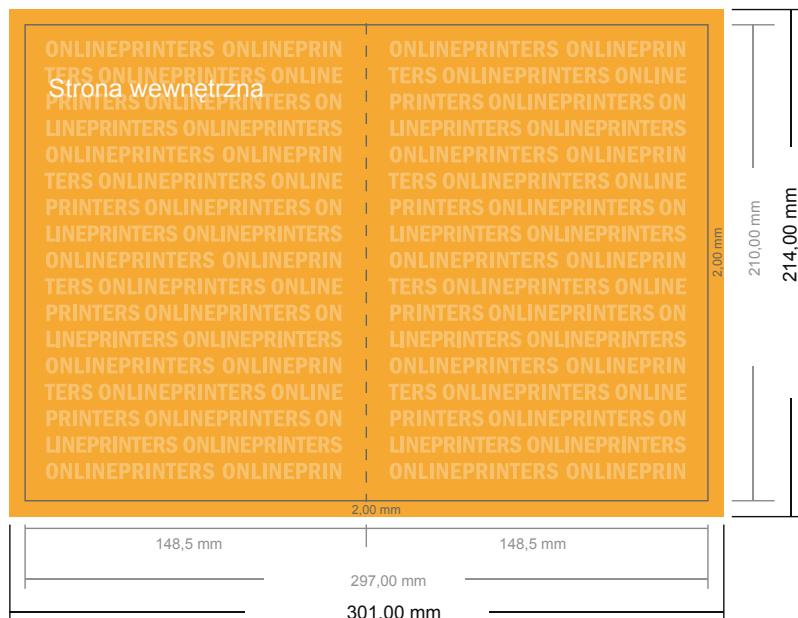 ONLINEPRINTERS ONLINEPRIN
TERS ONLINEPRINTERS ONLINE
Strona wewnętrzna
PRINTERS ONLINEPRINTERS ON
LINEPRINTERS ONLINEPRINTERS
ONLINEPRINTERS ONLINEPRIN
TERS ONLINEPRINTERS ONLINE
PRINTERS ONLINEPRINTERS ON
LINEPRINTERS ONLINEPRINTERS
ONLINEPRINTERS ONLINEPRIN
TERS ONLINEPRINTERS ONLINE
PRINTERS ONLINEPRINTERS ON
LINEPRINTERS ONLINEPRINTERS
ONLINEPRINTERS ONLINEPRIN
TERS ONLINEPRINTERS ONLINE
PRINTERS ONLINEPRINTERS ON
LINEPRINTERS ONLINEPRINTERS
ONLINEPRINTERS ONLINEPRIN
ONLINEPRINTERS ONLINEPRIN
TERS ONLINEPRINTERS ONLINE
PRINTERS ONLINEPRINTERS ON
LINEPRINTERS ONLINEPRINTERS
ONLINEPRINTERS ONLINEPRIN
TERS ONLINEPRINTERS ONLINE
PRINTERS ONLINEPRINTERS ON
LINEPRINTERS ONLINEPRINTERS
ONLINEPRINTERS ONLINEPRIN
TERS ONLINEPRINTERS ONLINE
PRINTERS ONLINEPRINTERS ON
LINEPRINTERS ONLINEPRINTERS
ONLINEPRINTERS ONLINEPRIN
TERS ONLINEPRINTERS ONLINE
PRINTERS ONLINEPRINTERS ON
LINEPRINTERS ONLINEPRINTERS
ONLINEPRINTERS ONLINEPRIN
2,00 mm
210,00 mm
214,00 mm
2,00 mm
148,5 mm
148,5 mm
297,00 mm
301,00 mm